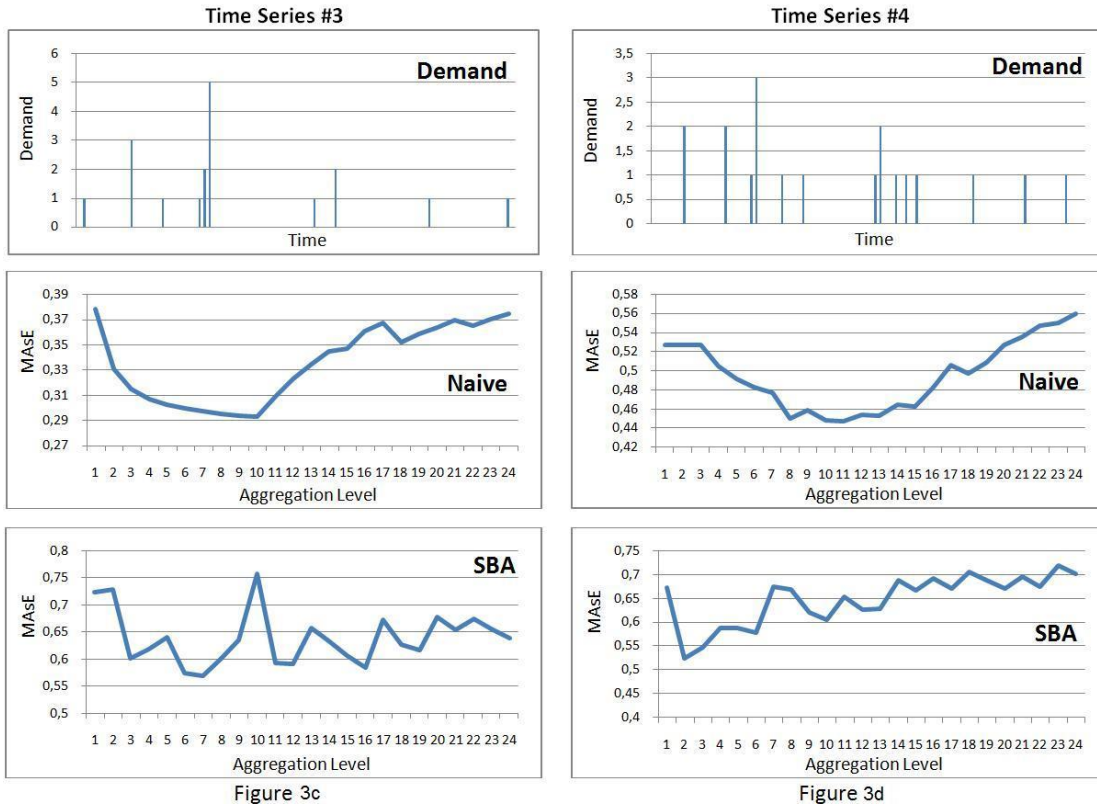 Time Series #3
Demand
6
5
4
3
2
1
0
Demand
Time
0,39
0,37
0,35
0,33
0,31
0,29
0,27
MAsE
Naive
1 2 3 4 5 6 7 8 9 10 11 12 13 14 15 16 17 18 19 20 21 22 23 24
Aggregation Level
0,8
0,75
0,7
0,65
0,6
0,55
0,5
MAsE
SBA
1 2 3 4 5 6 7 8 9 10 11 12 13 14 15 16 17 18 19 20 21 22 23 24
Aggregation Level
Figure 3c
Time Series #4
Demand
3,5
3
2,5
2
1,5
1
0,5
0
Demand
Time
0,58
0,56
0,54
0,52
0,5
0,48
0,46
0,44
0,42
MAsE
Naive
1 2 3 4 5 6 7 8 9 10 11 12 13 14 15 16 17 18 19 20 21 22 23 24
Aggregation Level
0,75
0,7
0,65
0,6
0,55
0,5
0,45
0,4
MAsE
SBA
1 2 3 4 5 6 7 8 9 10 11 12 13 14 15 16 17 18 19 20 21 22 23 24
Aggregation Level
Figure 3d